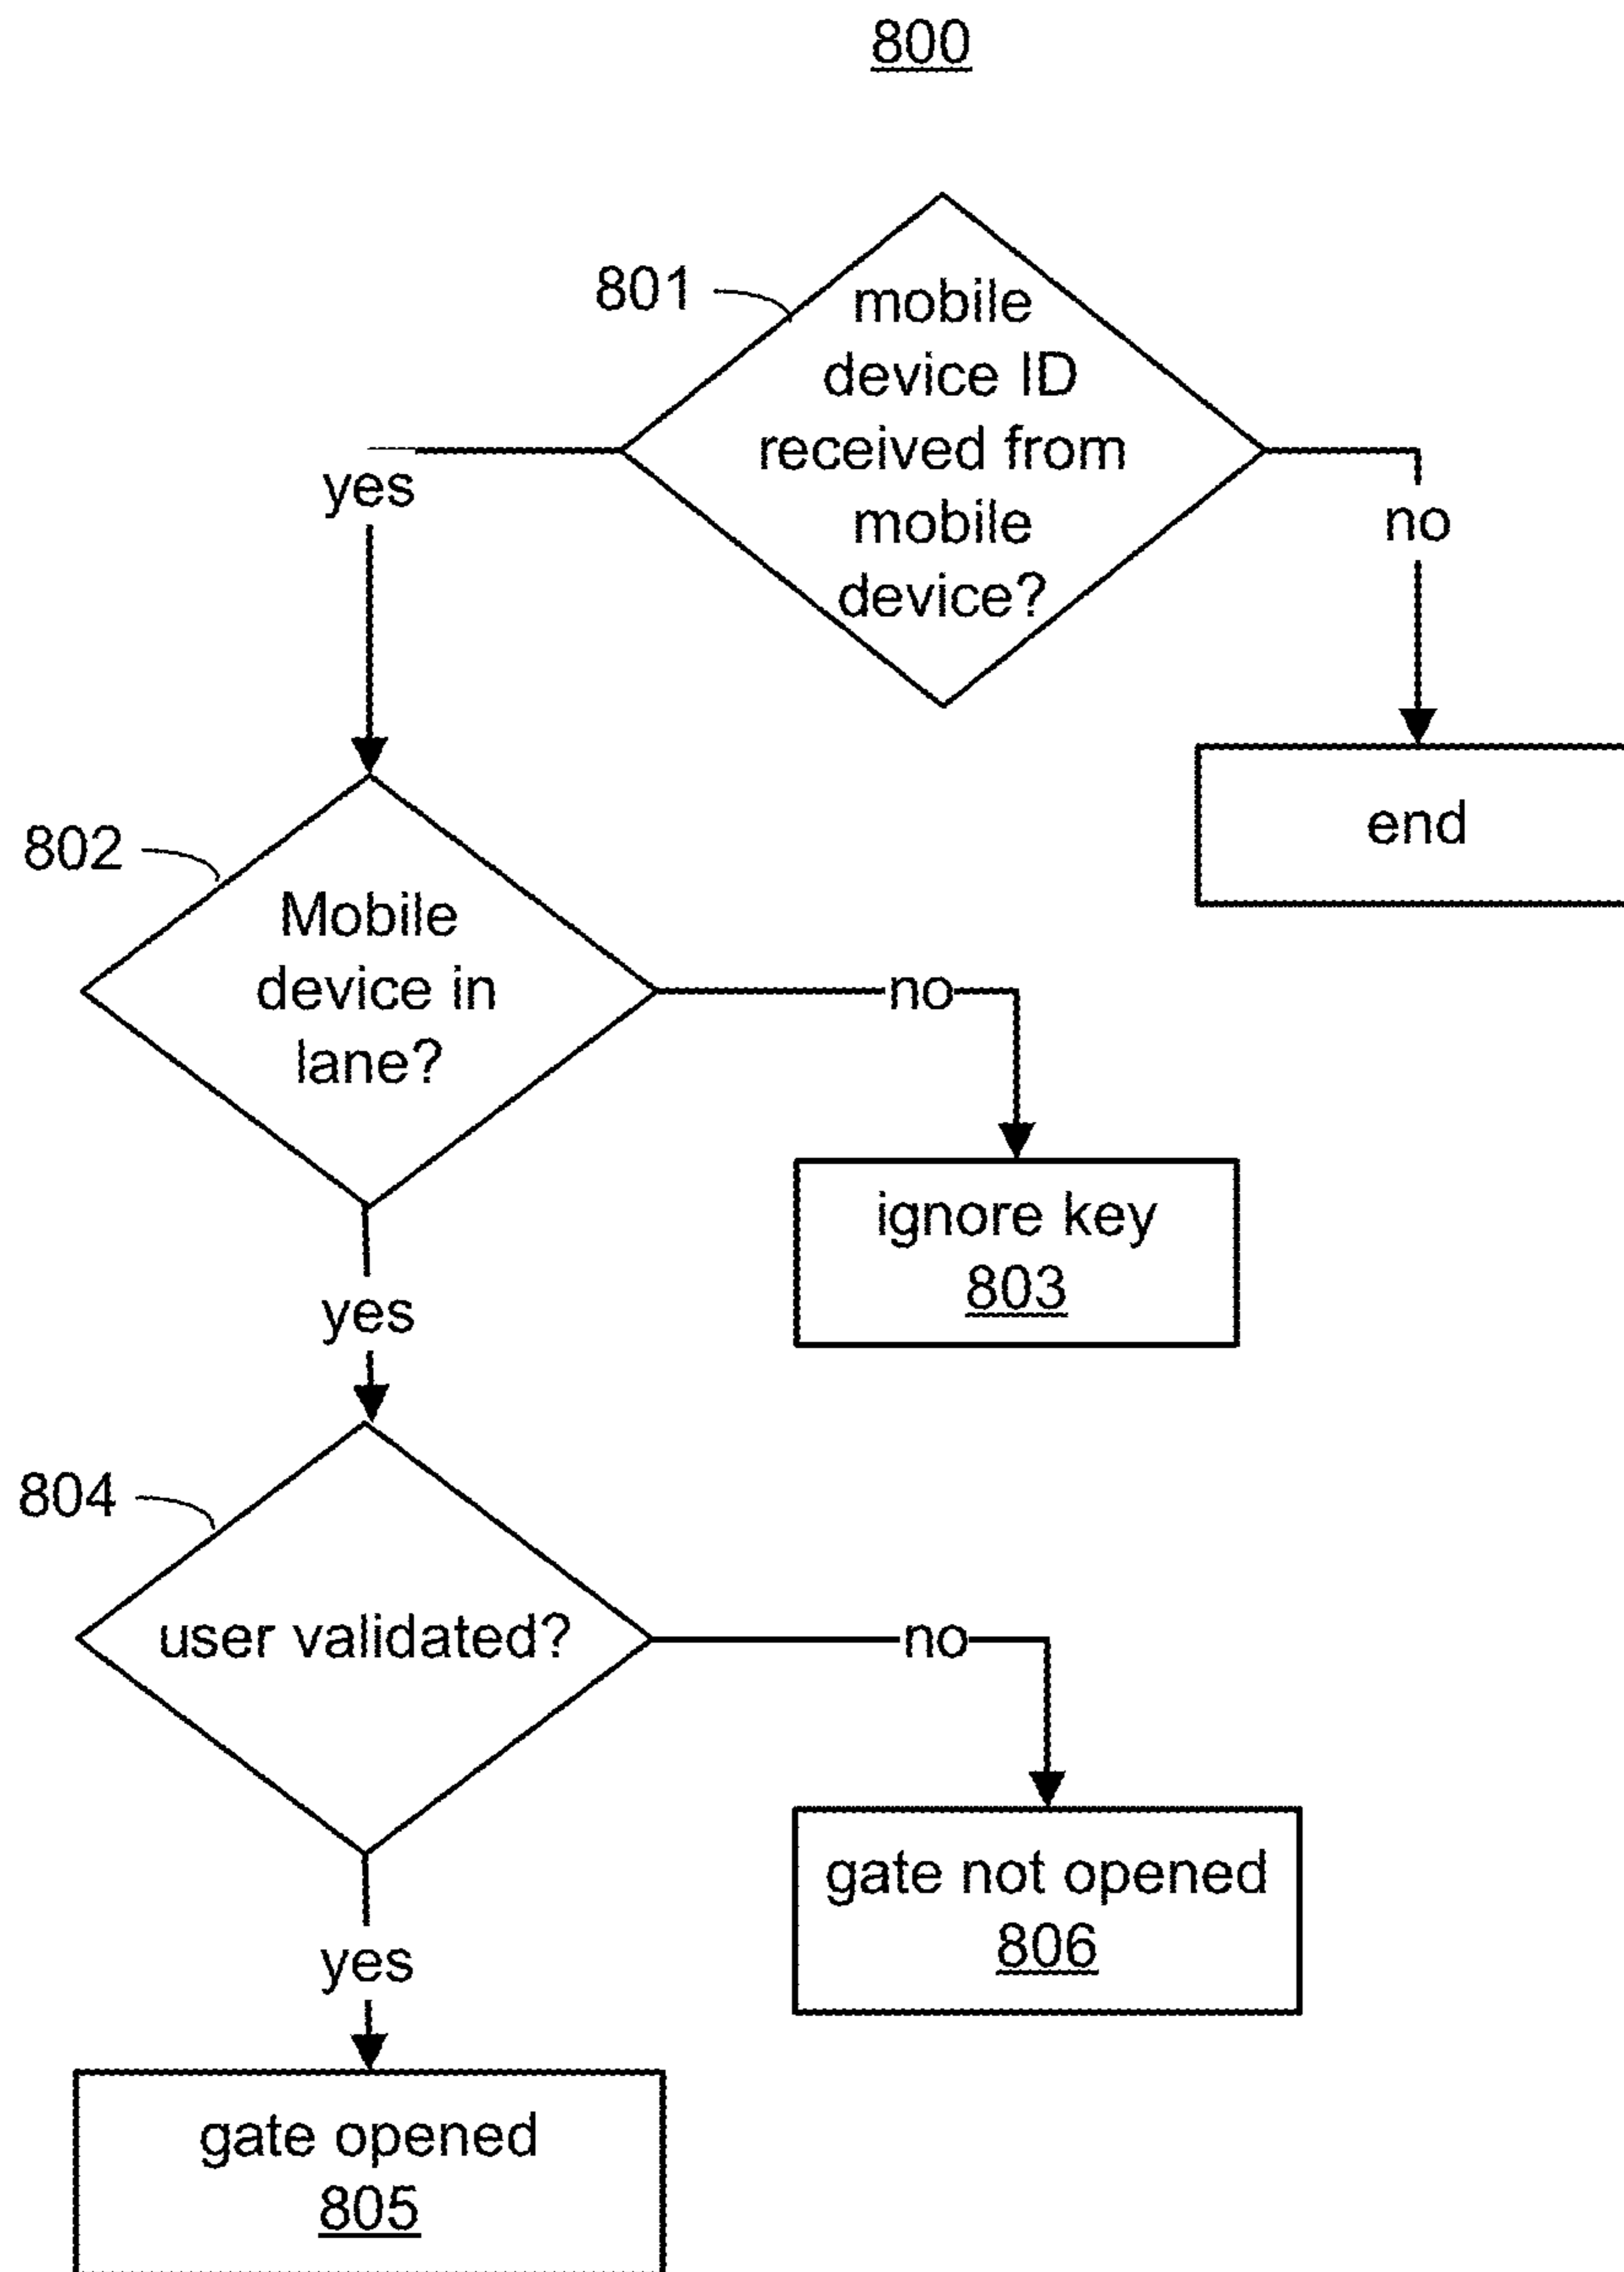 800
801
mobile
device ID
received from
mobile
device?
yes
no
end
802
Mobile
device in
lane?
no
ignore key
803
yes
804
user validated?
no
gate not opened
806
yes
gate opened
805